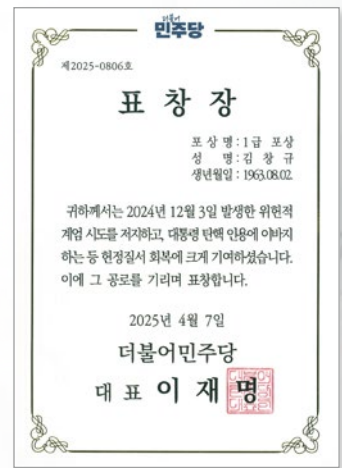 더불어
민주당
제2025-0806호
표 창 장
포 상 명 : 1급 포상
성 명 : 김 창 규
생년월일 : 1963.08.02.
귀하께서는 2024년 12월 3일 발생한 위헌적
계엄 시도를 저지하고, 대통령 탄핵 인용에 이바지
하는 등 헌정질서 회복에 크게 기여하셨습니다.
이에 그 공로를 기리며 표창합니다.
2025년 4월 7일
더불어민주당
대 표 이 재 명